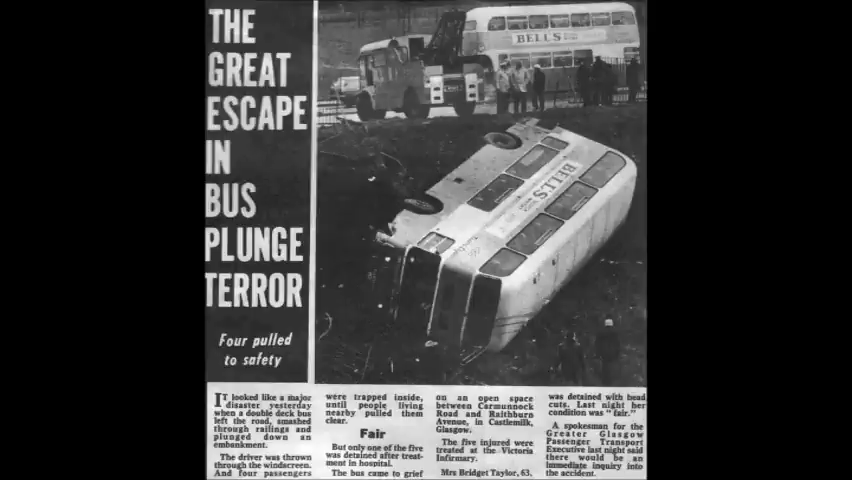 THE
GREAT
ESCAPE
IN
BUS
PLUNGE
TERROR
Four pulled
to safety
BELL'S
BELL'S
IT looked like a major
disaster yesterday
when a double deck bus
left the road, smashed
through railings and
plunged down an
embankment.
The driver was thrown
through the windscreen.
And four passengers
were trapped inside,
until people living
nearby pulled them
clear.
Fair
But only one of the five
was detained after treat-
ment in hospital.
The bus came to grief
on an open space
between Carmunnock
Road and Raithburn
Avenue, in Castlemilk,
Glasgow.
The five injured were
treated at the Victoria
Infirmary.
Mrs Bridget Taylor, 63,
was detained with head
cuts. Last night her
condition was "fair."
A spokesman for the
Greater Glasgow
Passenger Transport
Executive last night said
there would be an
immediate inquiry into
the accident.